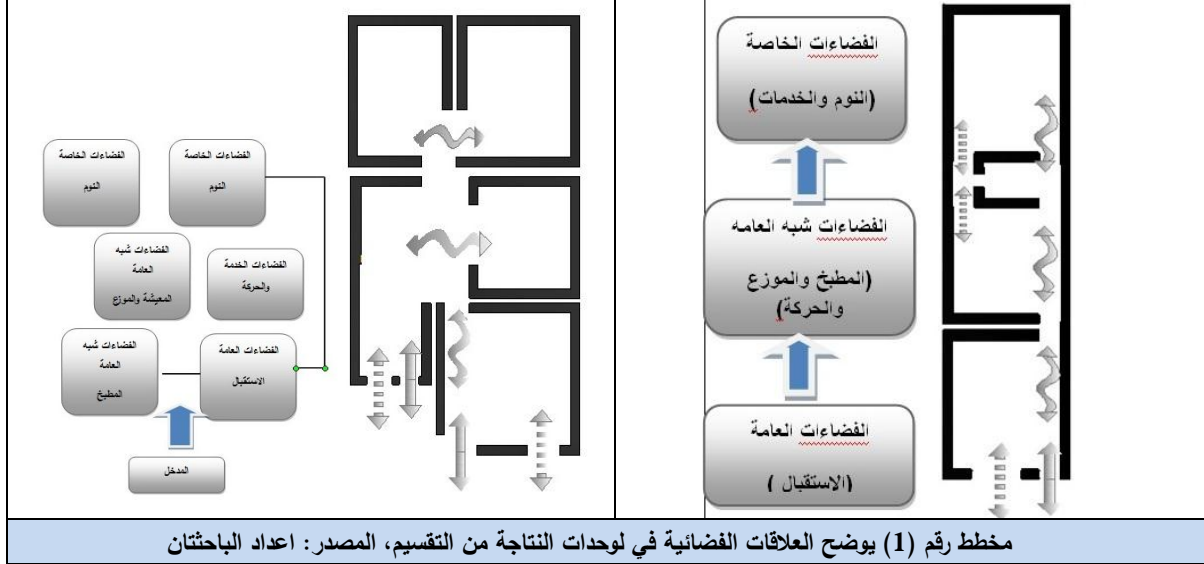 الفضاءات الخاصة
(النوم والخدمات)
الفضاءات شبه العامه
(المطبخ والموزع
والحركة)
الفضاءات العامة
(الاستقبال )
الفضاءات الخاصة
النوم
الفضاءات الخاصة
النوم
الفضاءات الخدمة
والحركة
الفضاءات شبه
العامة
المعيشة والموزع
الفضاءات العامة
الاستقبال
الفضاءات شبه
العامة
المطبخ
المدخل
مخطط رقم (1) يوضح العلاقات الفضائية في لوحدات النتاجة من التقسيم، المصدر: اعداد الباحثتان